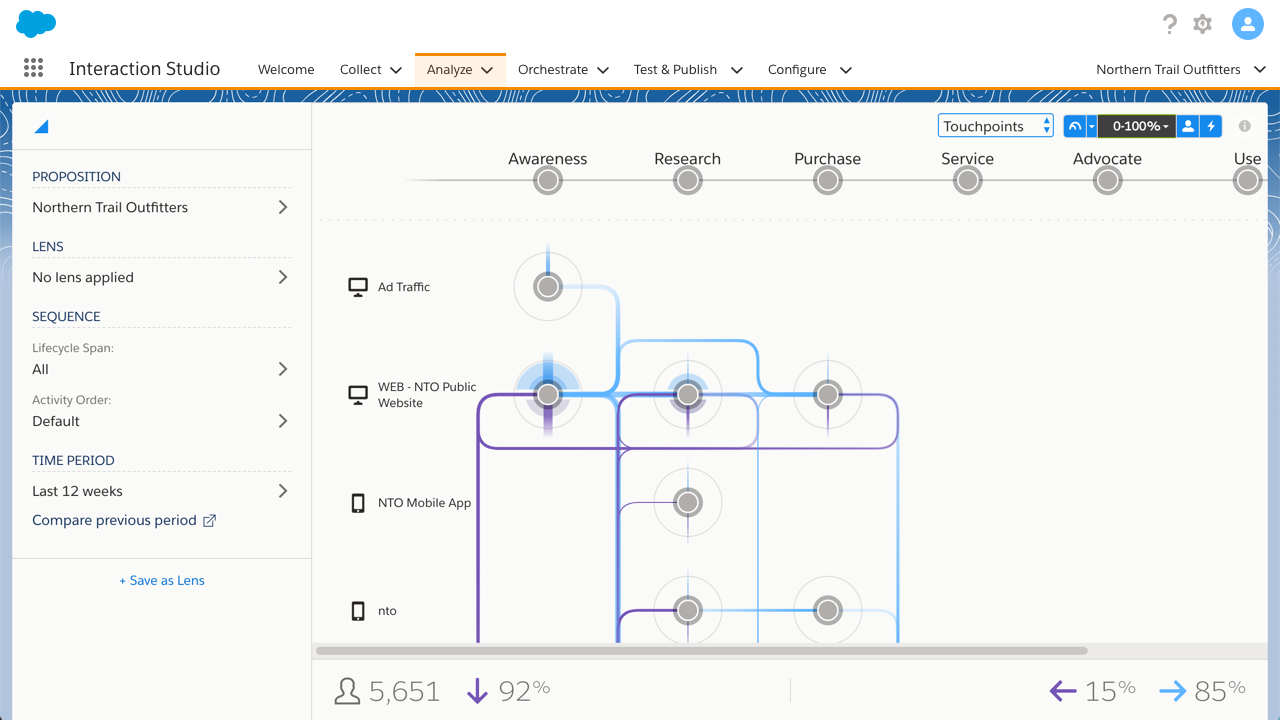 Interaction Studio
Welcome
Collect
Analyze
Orchestrate
Test & Publish
Configure
Northern Trail Outfitters
Touchpoints
0-100%
PROPOSITION
Northern Trail Outfitters
LENS
No lens applied
SEQUENCE
Lifecycle Span:
All
Activity Order:
Default
TIME PERIOD
Last 12 weeks
Compare previous period
+ Save as Lens
Awareness
Research
Purchase
Service
Advocate
Use
Ad Traffic
WEB - NTO Public
Website
NTO Mobile App
nto
5,651
92%
15%
85%